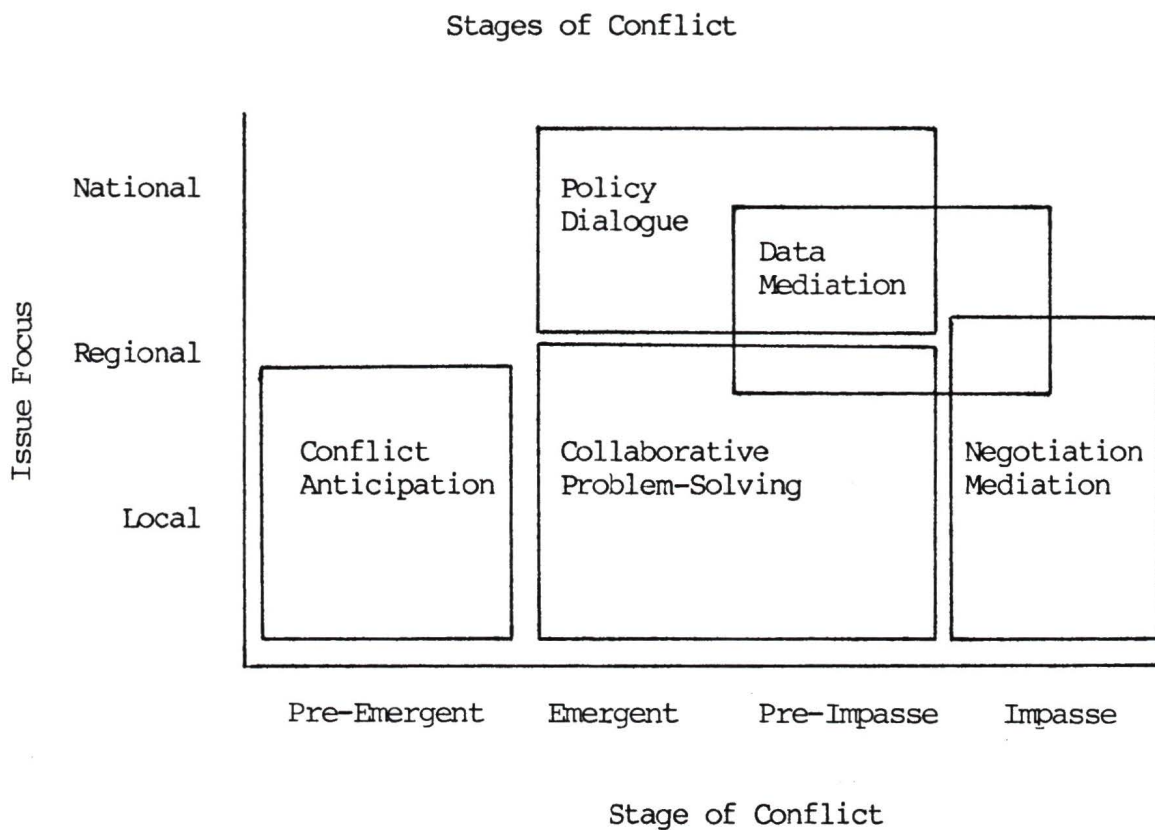 Stages of Conflict
National
Policy
Dialogue
Data
Mediation
Regional
Issue Focus
Conflict
Anticipation
Collaborative
Problem-Solving
Negotiation
Mediation
Local
Pre-Emergent Emergent Pre-Impasse Impasse
Stage of Conflict